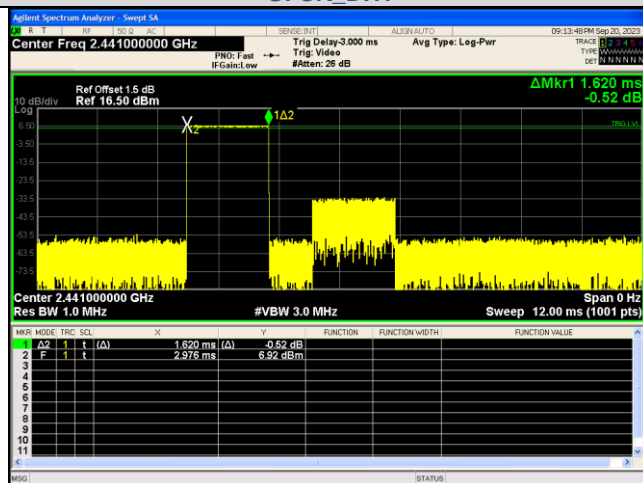 Agilent Spectrum Analyzer - Swept SA
R T RF 50 Ω AC SENSE:INT ALIGN AUTO 09:13:48PM Sep 20, 2023
Center Freq 2.441000000 GHz
PNO: Fast
IFGain:Low
Trig Delay-3.000 ms
Trig: Video
#Atten: 26 dB
Avg Type: Log-Pwr
TRACE 1 2 3 4 5 6
TYPE
DET N N N N N N
Ref Offset 1.5 dB
Ref 16.50 dBm
ΔMkr1 1.620 ms
-0.52 dB
10 dB/div
Log
6.50
-3.50
-13.5
-23.5
-33.5
-43.5
-53.5
-63.5
-73.5
X2
1Δ2
TRIG LVL
Center 2.441000000 GHz
Span 0 Hz
Res BW 1.0 MHz
#VBW 3.0 MHz
Sweep 12.00 ms (1001 pts)
MKR MODE TRC SCL X Y FUNCTION FUNCTION WIDTH FUNCTION VALUE
1 Δ2 1 t (Δ) 1.620 ms (Δ) -0.52 dB
2 F 1 t 2.976 ms 6.92 dBm
3
4
5
6
7
8
9
10
11
MSG
STATUS